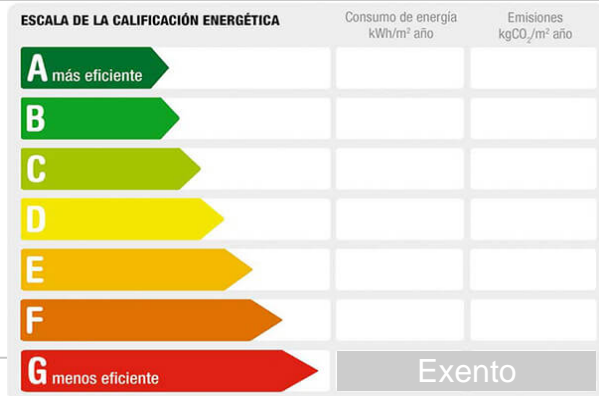 ESCALA DE LA CALIFICACIÓN ENERGÉTICA
Consumo de energía
kWh/m² año
Emisiones
kgCO₂/m² año
A más eficiente
B
C
D
E
F
G menos eficiente
Exento